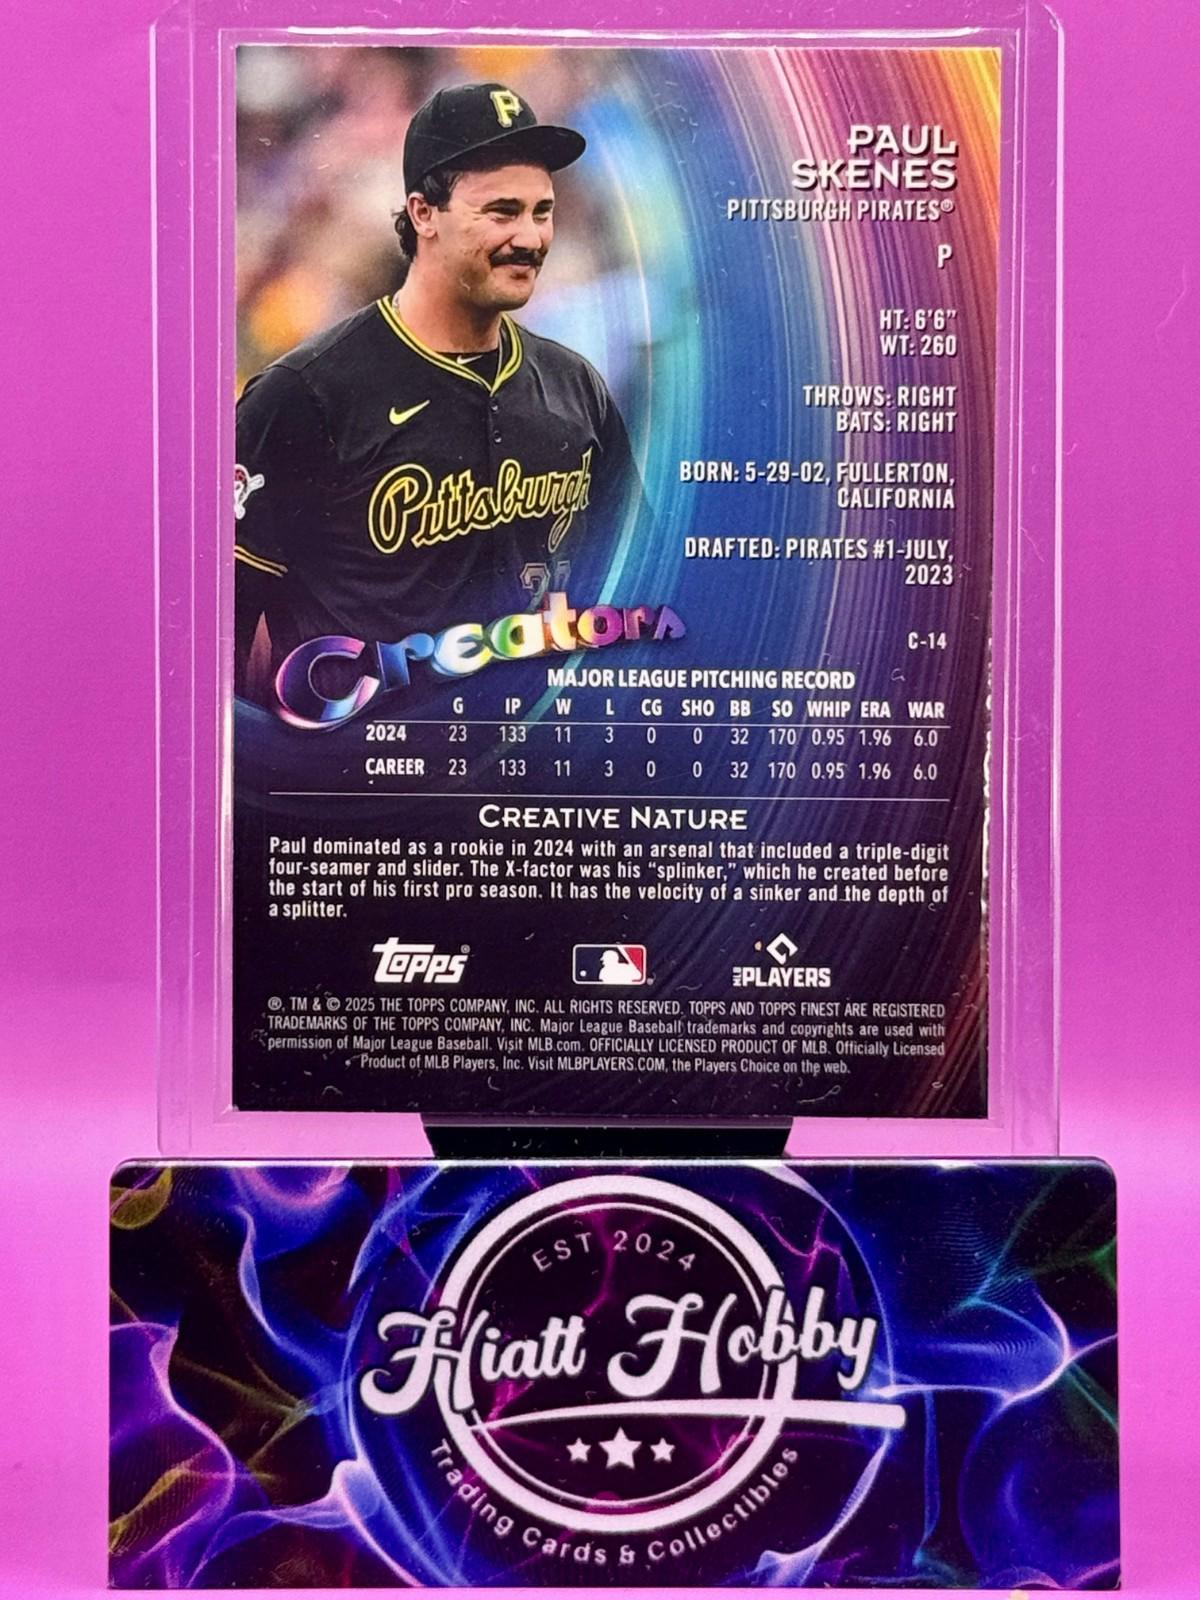 P
PAUL
SKENES
PITTSBURGH PIRATES®
P
HT: 6'6"
WT: 260
THROWS: RIGHT
BATS: RIGHT
BORN: 5-29-02, FULLERTON,
CALIFORNIA
Pittsburgh
DRAFTED: PIRATES #1-JULY,
2023
Creators
C-14
MAJOR LEAGUE PITCHING RECORD
G IP W L CG SHO BB SO WHIP ERA WAR
2024 23 133 11 3 0 0 32 170 0.95 1.96 6.0
CAREER 23 133 11 3 0 0 32 170 0.95 1.96 6.0
CREATIVE NATURE
Paul dominated as a rookie in 2024 with an arsenal that included a triple-digit
four-seamer and slider. The X-factor was his “splinker,” which he created before
the start of his first pro season. It has the velocity of a sinker and the depth of
a splitter.
topps®
MLB PLAYERS
®, TM & © 2025 THE TOPPS COMPANY, INC. ALL RIGHTS RESERVED. TOPPS AND TOPPS FINEST ARE REGISTERED
TRADEMARKS OF THE TOPPS COMPANY, INC. Major League Baseball trademarks and copyrights are used with
permission of Major League Baseball. Visit MLB.com. OFFICIALLY LICENSED PRODUCT OF MLB. Officially Licensed
Product of MLB Players, Inc. Visit MLBPLAYERS.COM, the Players Choice on the web.
EST 2024
Hiatt Hobby
Trading Cards & Collectibles